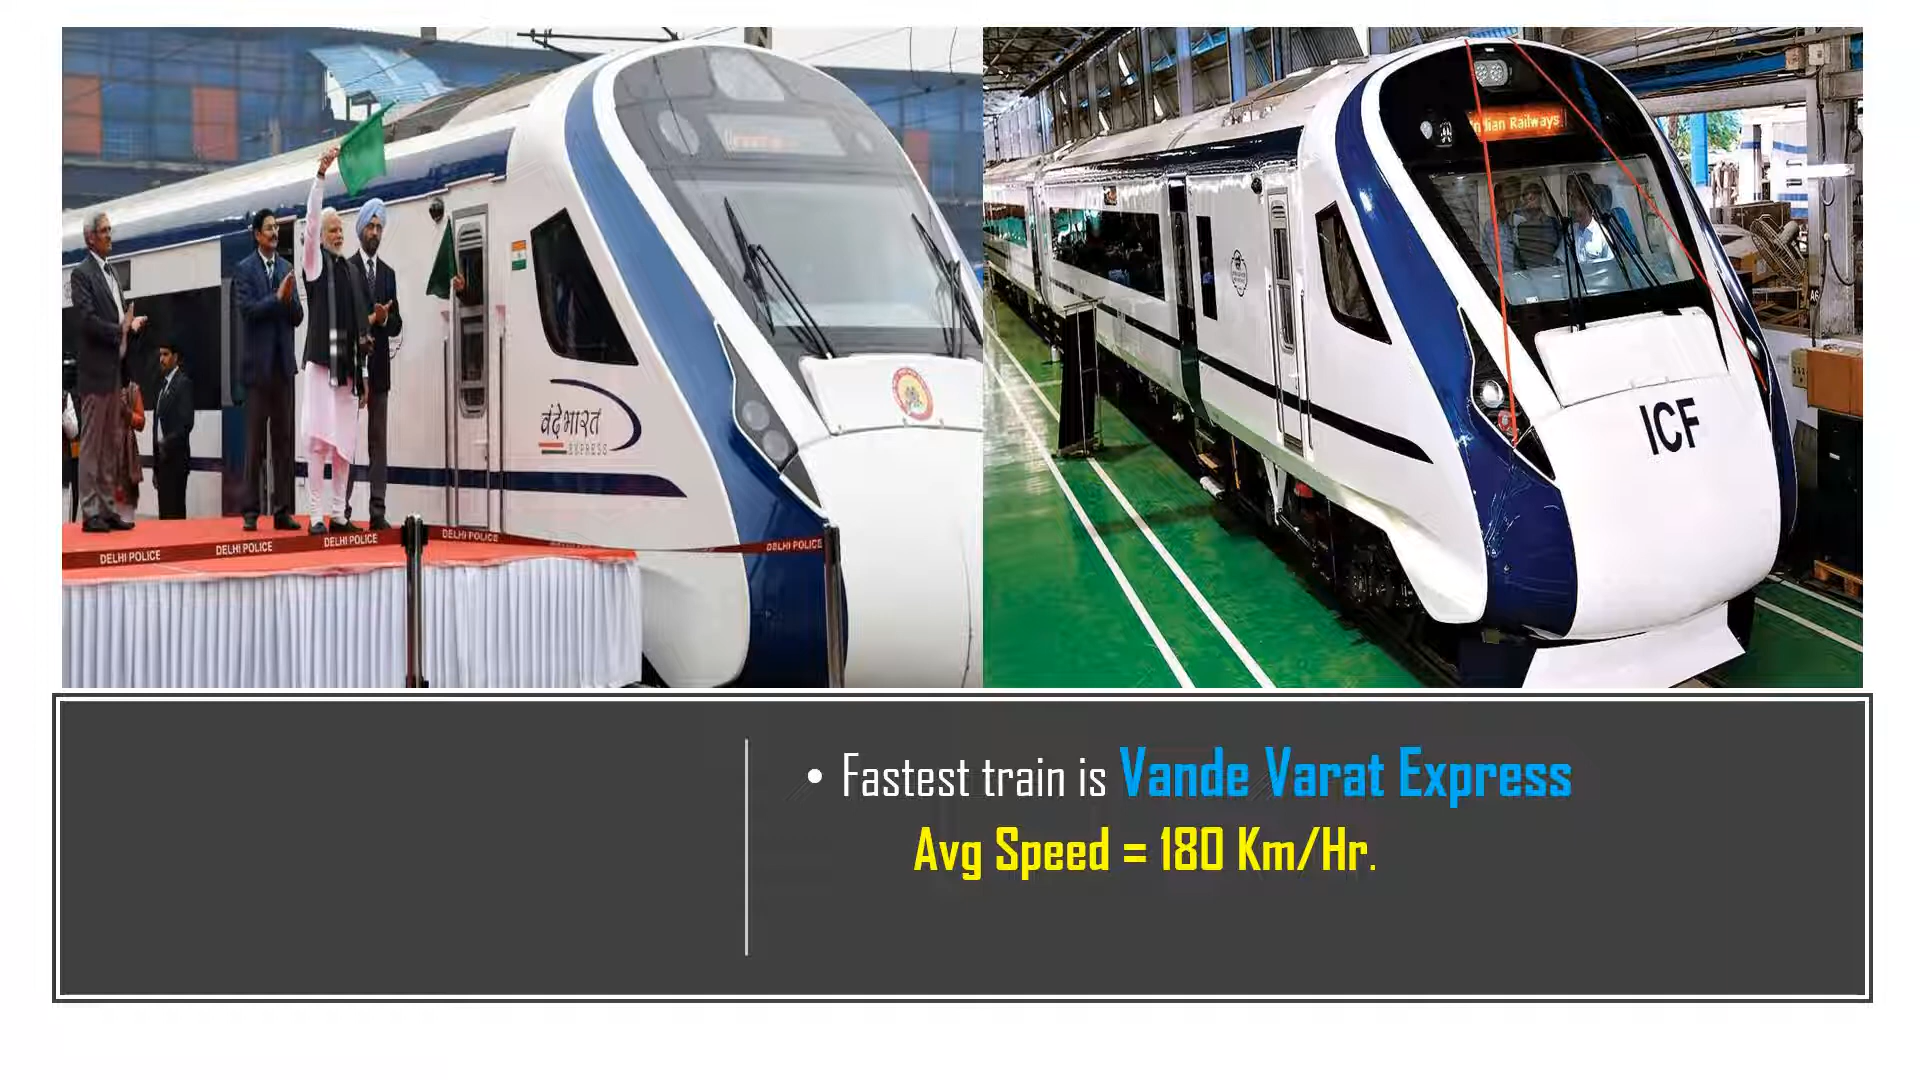 Indian Railways
वंदे भारत
EXPRESS
ICF
DELHI POLICE
DELHI POLICE
DELHI POLICE
DELHI POLICE
DELHI POLICE
• Fastest train is Vande Varat Express
Avg Speed = 180 Km/Hr.